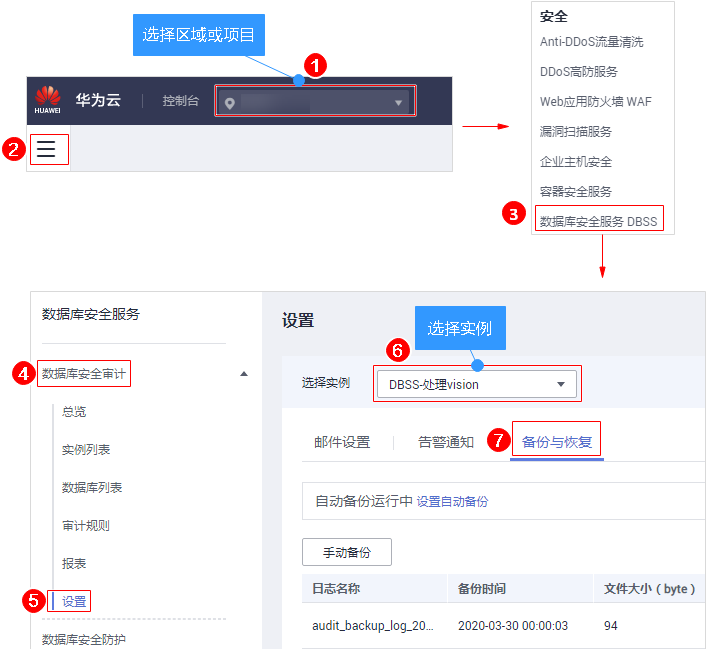 选择区域或项目
1
HUAWEI 华为云 控制台
2
安全
Anti-DDoS流量清洗
DDoS高防服务
Web应用防火墙 WAF
漏洞扫描服务
企业主机安全
容器安全服务
3 数据库安全服务 DBSS
数据库安全服务
4 数据库安全审计
总览
实例列表
数据库列表
审计规则
报表
5 设置
数据库安全防护
设置
选择实例
6
选择实例 DBSS-处理vision
邮件设置 告警通知 7 备份与恢复
自动备份运行中 设置自动备份
手动备份
日志名称 备份时间 文件大小（byte）
audit_backup_log_20... 2020-03-30 00:00:03 94